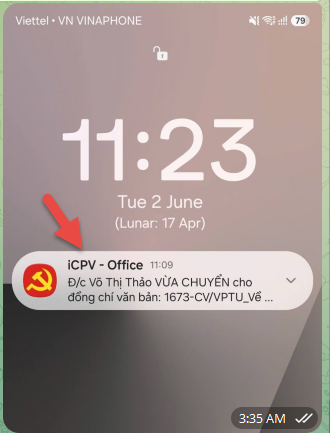 Viettel • VN VINAPHONE 79
11:23
Tue 2 June
(Lunar: 17 Apr)
iCPV - Office 11:09
Đ/c Võ Thị Thảo VỪA CHUYỂN cho
đồng chí văn bản: 1673-CV/VPTU_Về ...
3:35 AM